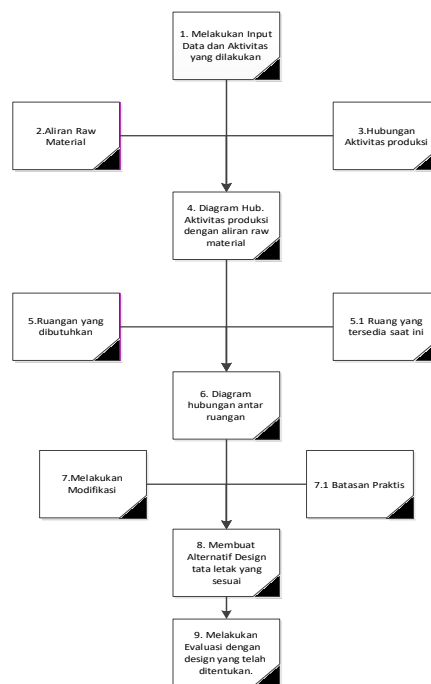 1. Melakukan Input
Data dan Aktivitas
yang dilakukan
2.Aliran Raw
Material
3.Hubungan
Aktivitas produksi
4. Diagram Hub.
Aktivitas produksi
dengan aliran raw
material
5.Ruangan yang
dibutuhkan
5.1 Ruang yang
tersedia saat ini
6. Diagram
hubungan antar
ruangan
7.Melakukan
Modifikasi
7.1 Batasan Praktis
8. Membuat
Alternatif Design
tata letak yang
sesuai
9. Melakukan
Evaluasi dengan
design yang telah
ditentukan.